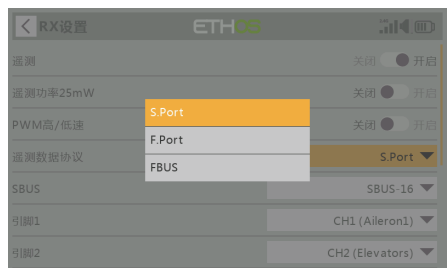 RX设置 ETHOS
遥测 关闭 开启
遥测功率25mW 关闭 开启
PWM高/低速 关闭 开启
S.Port
F.Port
FBUS
遥测数据协议 S.Port
SBUS SBUS-16
引脚1 CH1 (Aileron1)
引脚2 CH2 (Elevators)